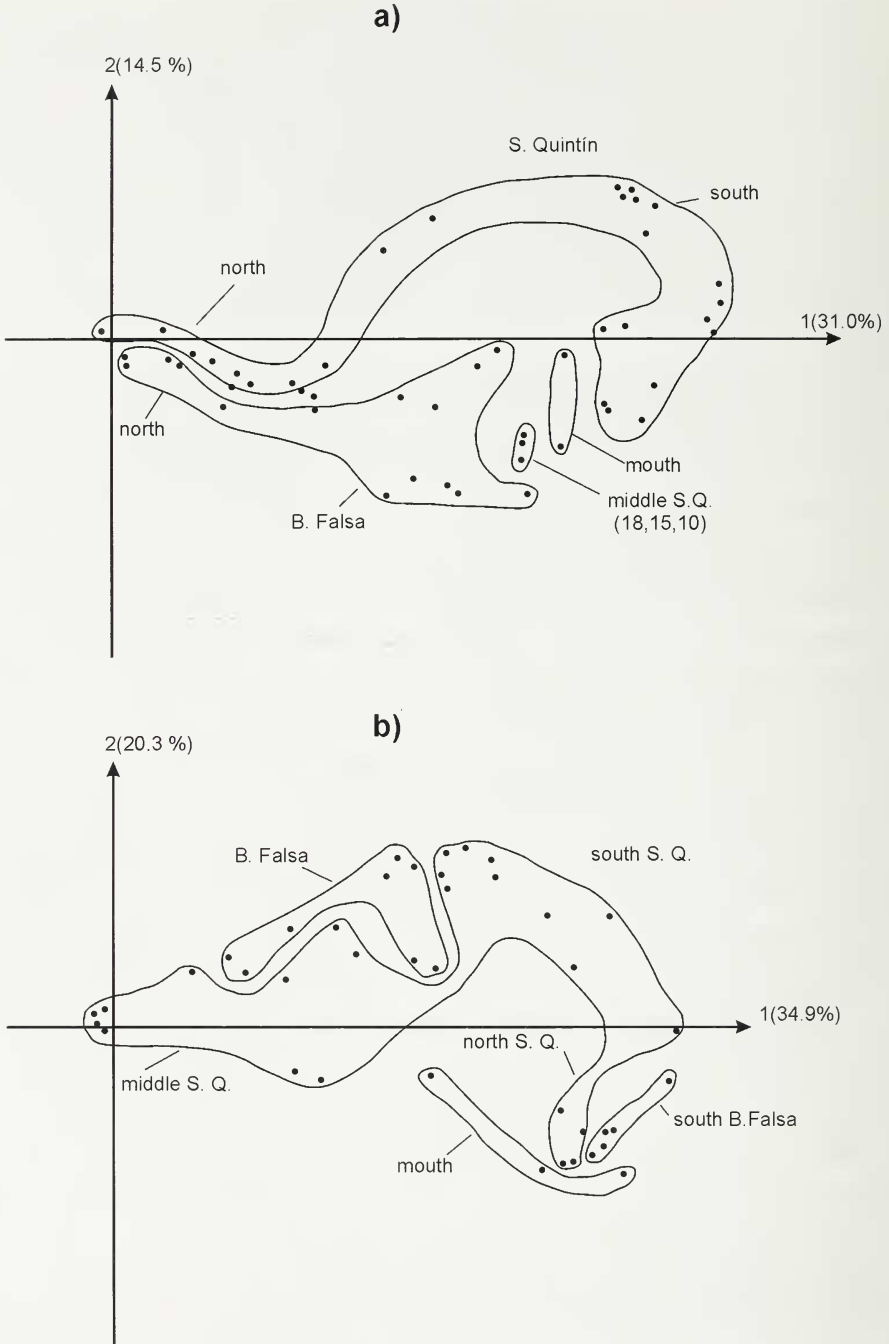 a)
2(14.5 %)
S. Quintín
south
north
1(31.0%)
north
mouth
middle S.Q.
(18,15,10)
B. Falsa
b)
2(20.3 %)
B. Falsa
south S. Q.
1(34.9%)
north S. Q.
middle S. Q.
south B.Falsa
mouth